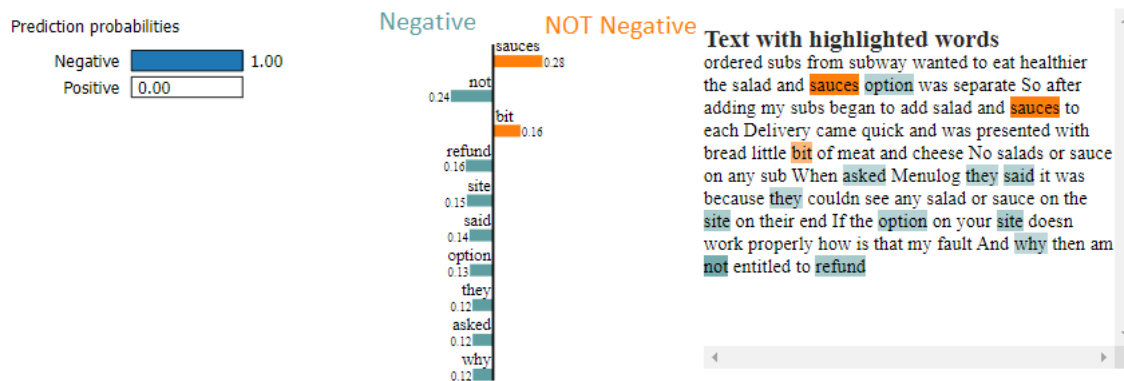 Prediction probabilities
Negative 1.00
Positive 0.00
Negative NOT Negative
sauces
0.28
not
0.24
bit
0.16
refund
0.16
site
0.15
said
0.14
option
0.13
they
0.12
asked
0.12
why
0.12
Text with highlighted words
ordered subs from subway wanted to eat healthier
the salad and sauces option was separate So after
adding my subs began to add salad and sauces to
each Delivery came quick and was presented with
bread little bit of meat and cheese No salads or sauce
on any sub When asked Menulog they said it was
because they couldn see any salad or sauce on the
site on their end If the option on your site doesn
work properly how is that my fault And why then am
not entitled to refund